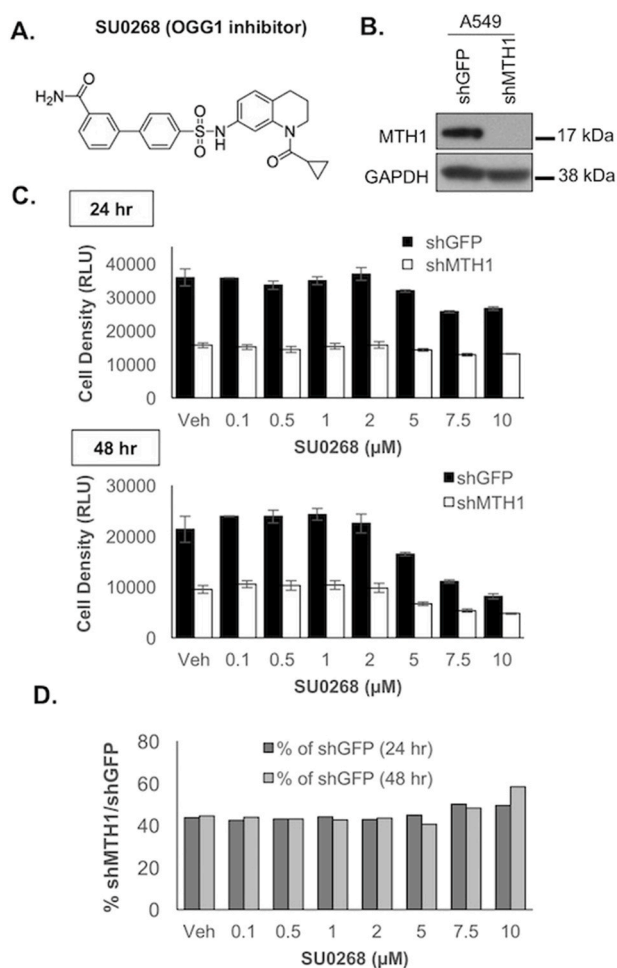 A.
SU0268 (OGG1 inhibitor)
O
H₂N
O
S
O
N
H
N
O
B.
A549
shGFP
shMTH1
MTH1
17 kDa
GAPDH
38 kDa
C.
24 hr
shGFP
shMTH1
Cell Density (RLU)
40000
30000
20000
10000
0
Veh 0.1 0.5 1 2 5 7.5 10
SU0268 (µM)
48 hr
shGFP
shMTH1
Cell Density (RLU)
30000
20000
10000
0
Veh 0.1 0.5 1 2 5 7.5 10
SU0268 (µM)
D.
% shMTH1/shGFP
80
60
40
20
0
% of shGFP (24 hr)
% of shGFP (48 hr)
Veh 0.1 0.5 1 2 5 7.5 10
SU0268 (µM)